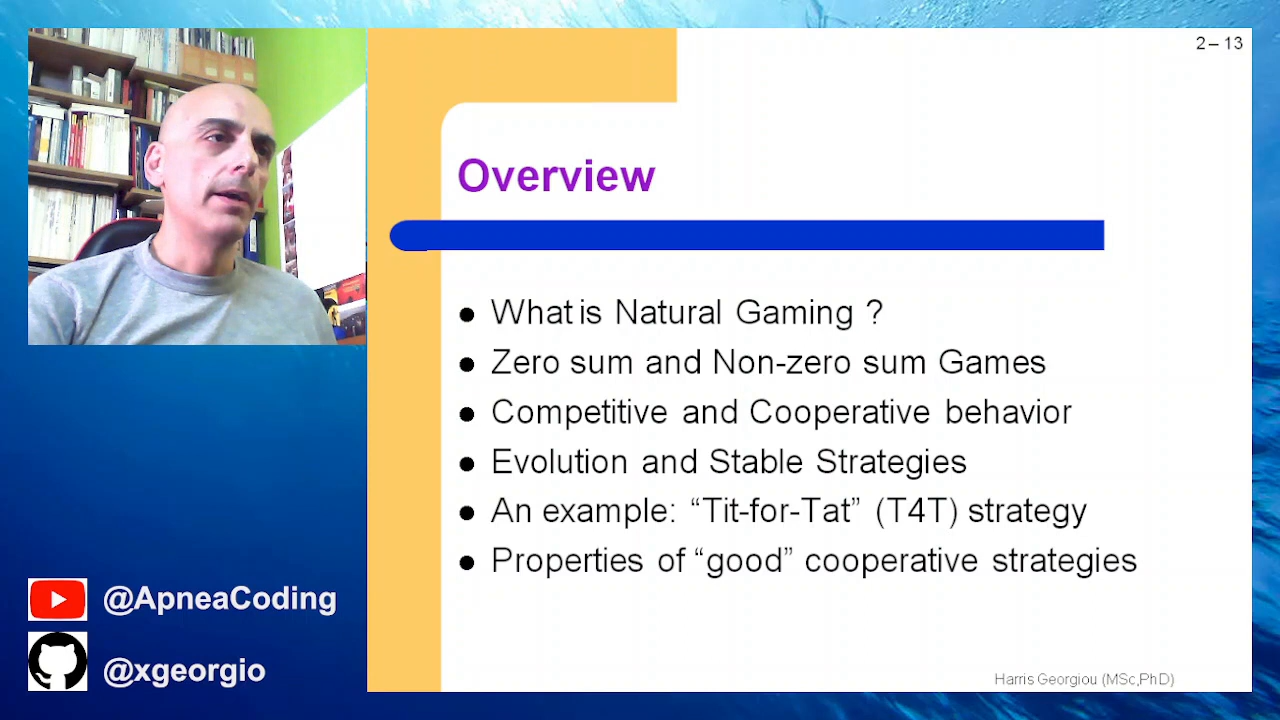 2 – 13
Overview
● What is Natural Gaming ?
● Zero sum and Non-zero sum Games
● Competitive and Cooperative behavior
● Evolution and Stable Strategies
● An example: “Tit-for-Tat” (T4T) strategy
● Properties of “good” cooperative strategies
@ApneaCoding
@xgeorgio
Harris Georgiou (MSc,PhD)